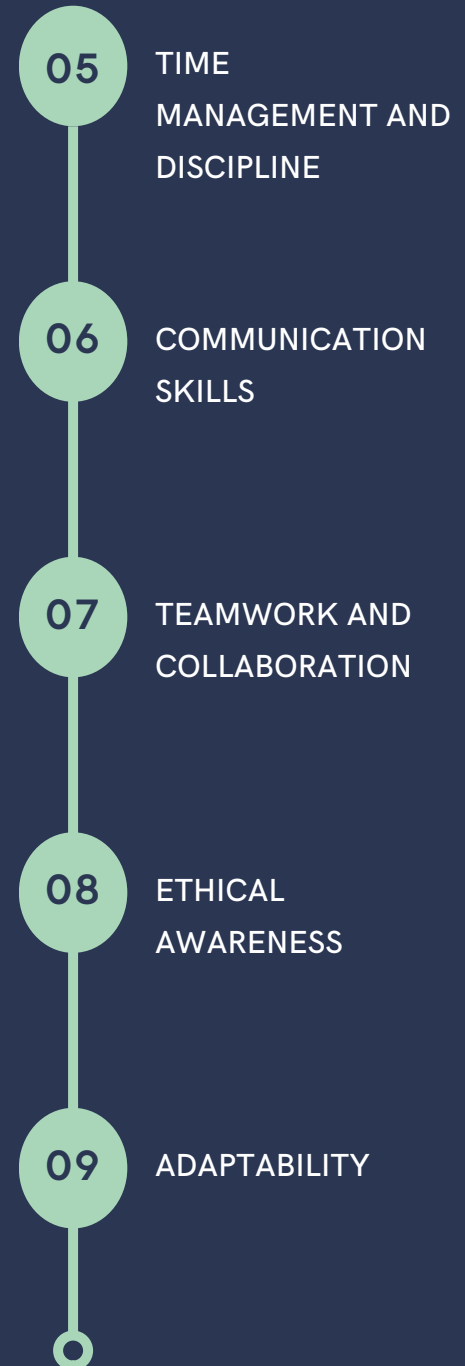 05
TIME
MANAGEMENT AND
DISCIPLINE
06
COMMUNICATION
SKILLS
07
TEAMWORK AND
COLLABORATION
08
ETHICAL
AWARENESS
09
ADAPTABILITY